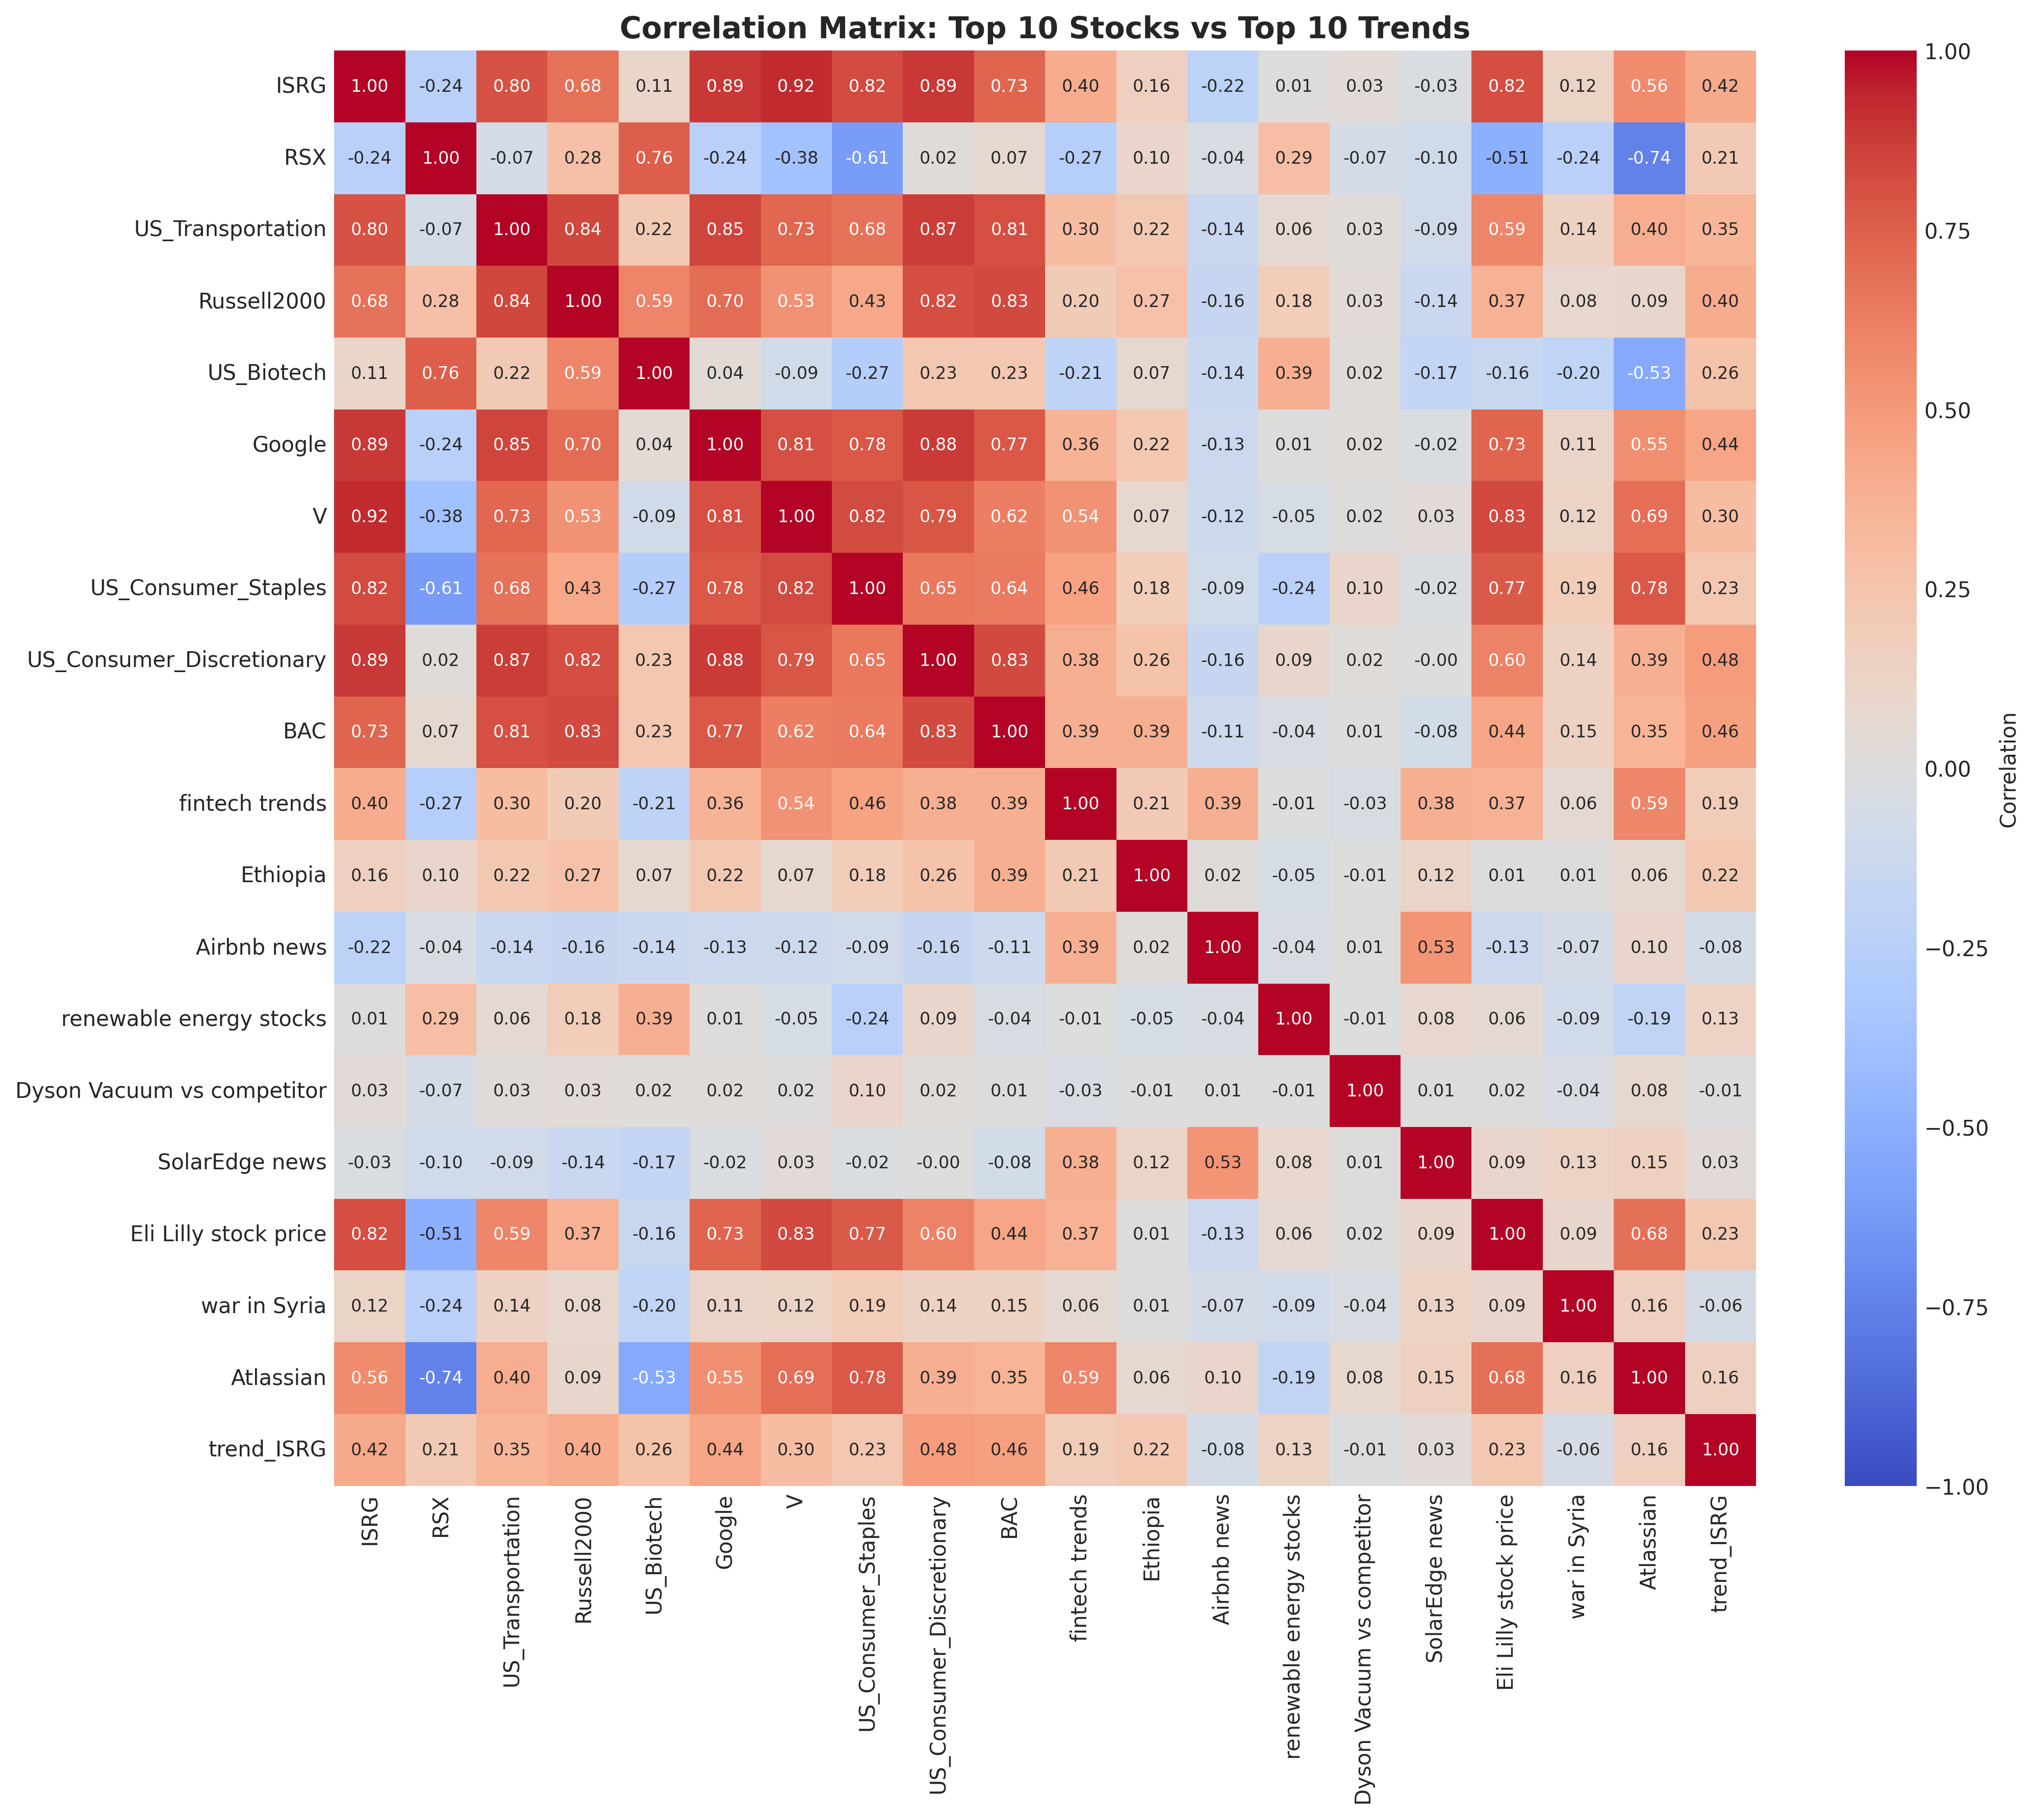 Correlation Matrix: Top 10 Stocks vs Top 10 Trends
ISRG 1.00 -0.24 0.80 0.68 0.11 0.89 0.92 0.82 0.89 0.73 0.40 0.16 -0.22 0.01 0.03 -0.03 0.82 0.12 0.56 0.42
RSX -0.24 1.00 -0.07 0.28 0.76 -0.24 -0.38 -0.61 0.02 0.07 -0.27 0.10 -0.04 0.29 -0.07 -0.10 -0.51 -0.24 -0.74 0.21
US_Transportation 0.80 -0.07 1.00 0.84 0.22 0.85 0.73 0.68 0.87 0.81 0.30 0.22 -0.14 0.06 0.03 -0.09 0.59 0.14 0.40 0.35
Russell2000 0.68 0.28 0.84 1.00 0.59 0.70 0.53 0.43 0.82 0.83 0.20 0.27 -0.16 0.18 0.03 -0.14 0.37 0.08 0.09 0.40
US_Biotech 0.11 0.76 0.22 0.59 1.00 0.04 -0.09 -0.27 0.23 0.23 -0.21 0.07 -0.14 0.39 0.02 -0.17 -0.16 -0.20 -0.53 0.26
Google 0.89 -0.24 0.85 0.70 0.04 1.00 0.81 0.78 0.88 0.77 0.36 0.22 -0.13 0.01 0.02 -0.02 0.73 0.11 0.55 0.44
V 0.92 -0.38 0.73 0.53 -0.09 0.81 1.00 0.82 0.79 0.62 0.54 0.07 -0.12 -0.05 0.02 0.03 0.83 0.12 0.69 0.30
US_Consumer_Staples 0.82 -0.61 0.68 0.43 -0.27 0.78 0.82 1.00 0.65 0.64 0.46 0.18 -0.09 -0.24 0.10 -0.02 0.77 0.19 0.78 0.23
US_Consumer_Discretionary 0.89 0.02 0.87 0.82 0.23 0.88 0.79 0.65 1.00 0.83 0.38 0.26 -0.16 0.09 0.02 -0.00 0.60 0.14 0.39 0.48
BAC 0.73 0.07 0.81 0.83 0.23 0.77 0.62 0.64 0.83 1.00 0.39 0.39 -0.11 -0.04 0.01 -0.08 0.44 0.15 0.35 0.46
fintech trends 0.40 -0.27 0.30 0.20 -0.21 0.36 0.54 0.46 0.38 0.39 1.00 0.21 0.39 -0.01 -0.03 0.38 0.37 0.06 0.59 0.19
Ethiopia 0.16 0.10 0.22 0.27 0.07 0.22 0.07 0.18 0.26 0.39 0.21 1.00 0.02 -0.05 -0.01 0.12 0.01 0.01 0.06 0.22
Airbnb news -0.22 -0.04 -0.14 -0.16 -0.14 -0.13 -0.12 -0.09 -0.16 -0.11 0.39 0.02 1.00 -0.04 0.01 0.53 -0.13 -0.07 0.10 -0.08
renewable energy stocks 0.01 0.29 0.06 0.18 0.39 0.01 -0.05 -0.24 0.09 -0.04 -0.01 -0.05 -0.04 1.00 -0.01 0.08 0.06 -0.09 -0.19 0.13
Dyson Vacuum vs competitor 0.03 -0.07 0.03 0.03 0.02 0.02 0.02 0.10 0.02 0.01 -0.03 -0.01 0.01 -0.01 1.00 0.01 0.02 -0.04 0.08 -0.01
SolarEdge news -0.03 -0.10 -0.09 -0.14 -0.17 -0.02 0.03 -0.02 -0.00 -0.08 0.38 0.12 0.53 0.08 0.01 1.00 0.09 0.13 0.15 0.03
Eli Lilly stock price 0.82 -0.51 0.59 0.37 -0.16 0.73 0.83 0.77 0.60 0.44 0.37 0.01 -0.13 0.06 0.02 0.09 1.00 0.09 0.68 0.23
war in Syria 0.12 -0.24 0.14 0.08 -0.20 0.11 0.12 0.19 0.14 0.15 0.06 0.01 -0.07 -0.09 -0.04 0.13 0.09 1.00 0.16 -0.06
Atlassian 0.56 -0.74 0.40 0.09 -0.53 0.55 0.69 0.78 0.39 0.35 0.59 0.06 0.10 -0.19 0.08 0.15 0.68 0.16 1.00 0.16
trend_ISRG 0.42 0.21 0.35 0.40 0.26 0.44 0.30 0.23 0.48 0.46 0.19 0.22 -0.08 0.13 -0.01 0.03 0.23 -0.06 0.16 1.00
ISRG
RSX
US_Transportation
Russell2000
US_Biotech
Google
V
US_Consumer_Staples
US_Consumer_Discretionary
BAC
fintech trends
Ethiopia
Airbnb news
renewable energy stocks
Dyson Vacuum vs competitor
SolarEdge news
Eli Lilly stock price
war in Syria
Atlassian
trend_ISRG
1.00
0.75
0.50
0.25
0.00
−0.25
−0.50
−0.75
−1.00
Correlation